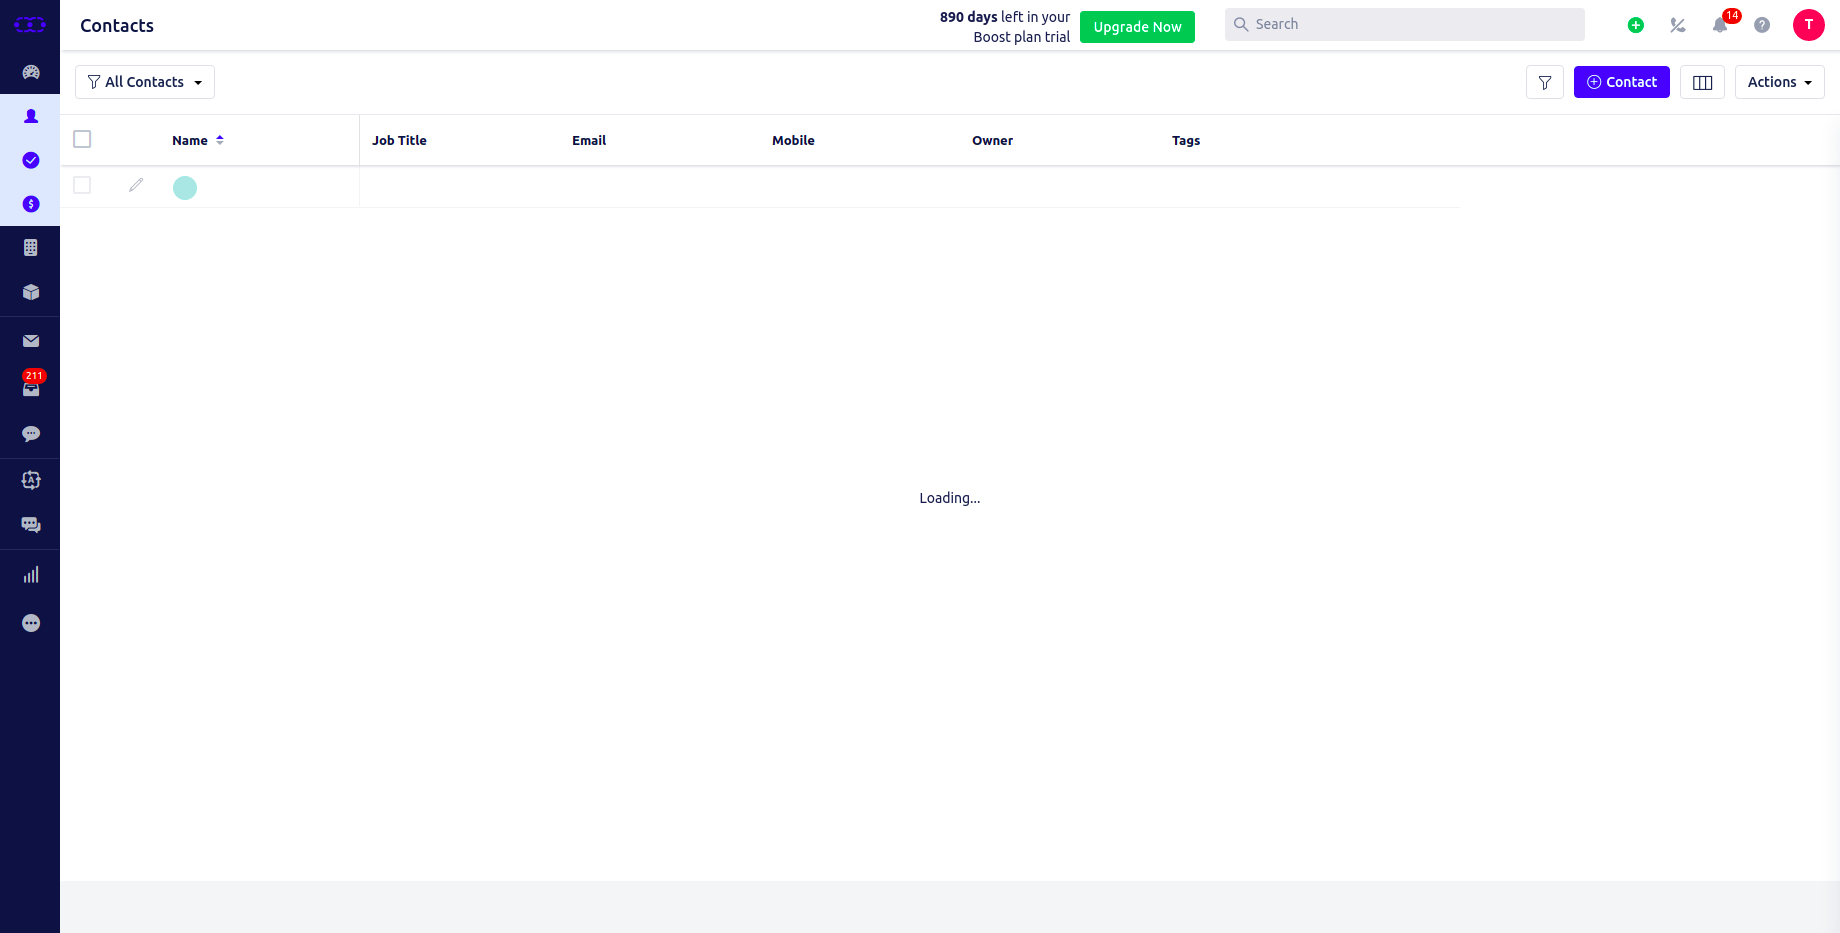 Contacts
890 days left in your
Boost plan trial
Upgrade Now
Search
14
T
All Contacts
Contact
Actions
Name
Job Title
Email
Mobile
Owner
Tags
211
Loading...